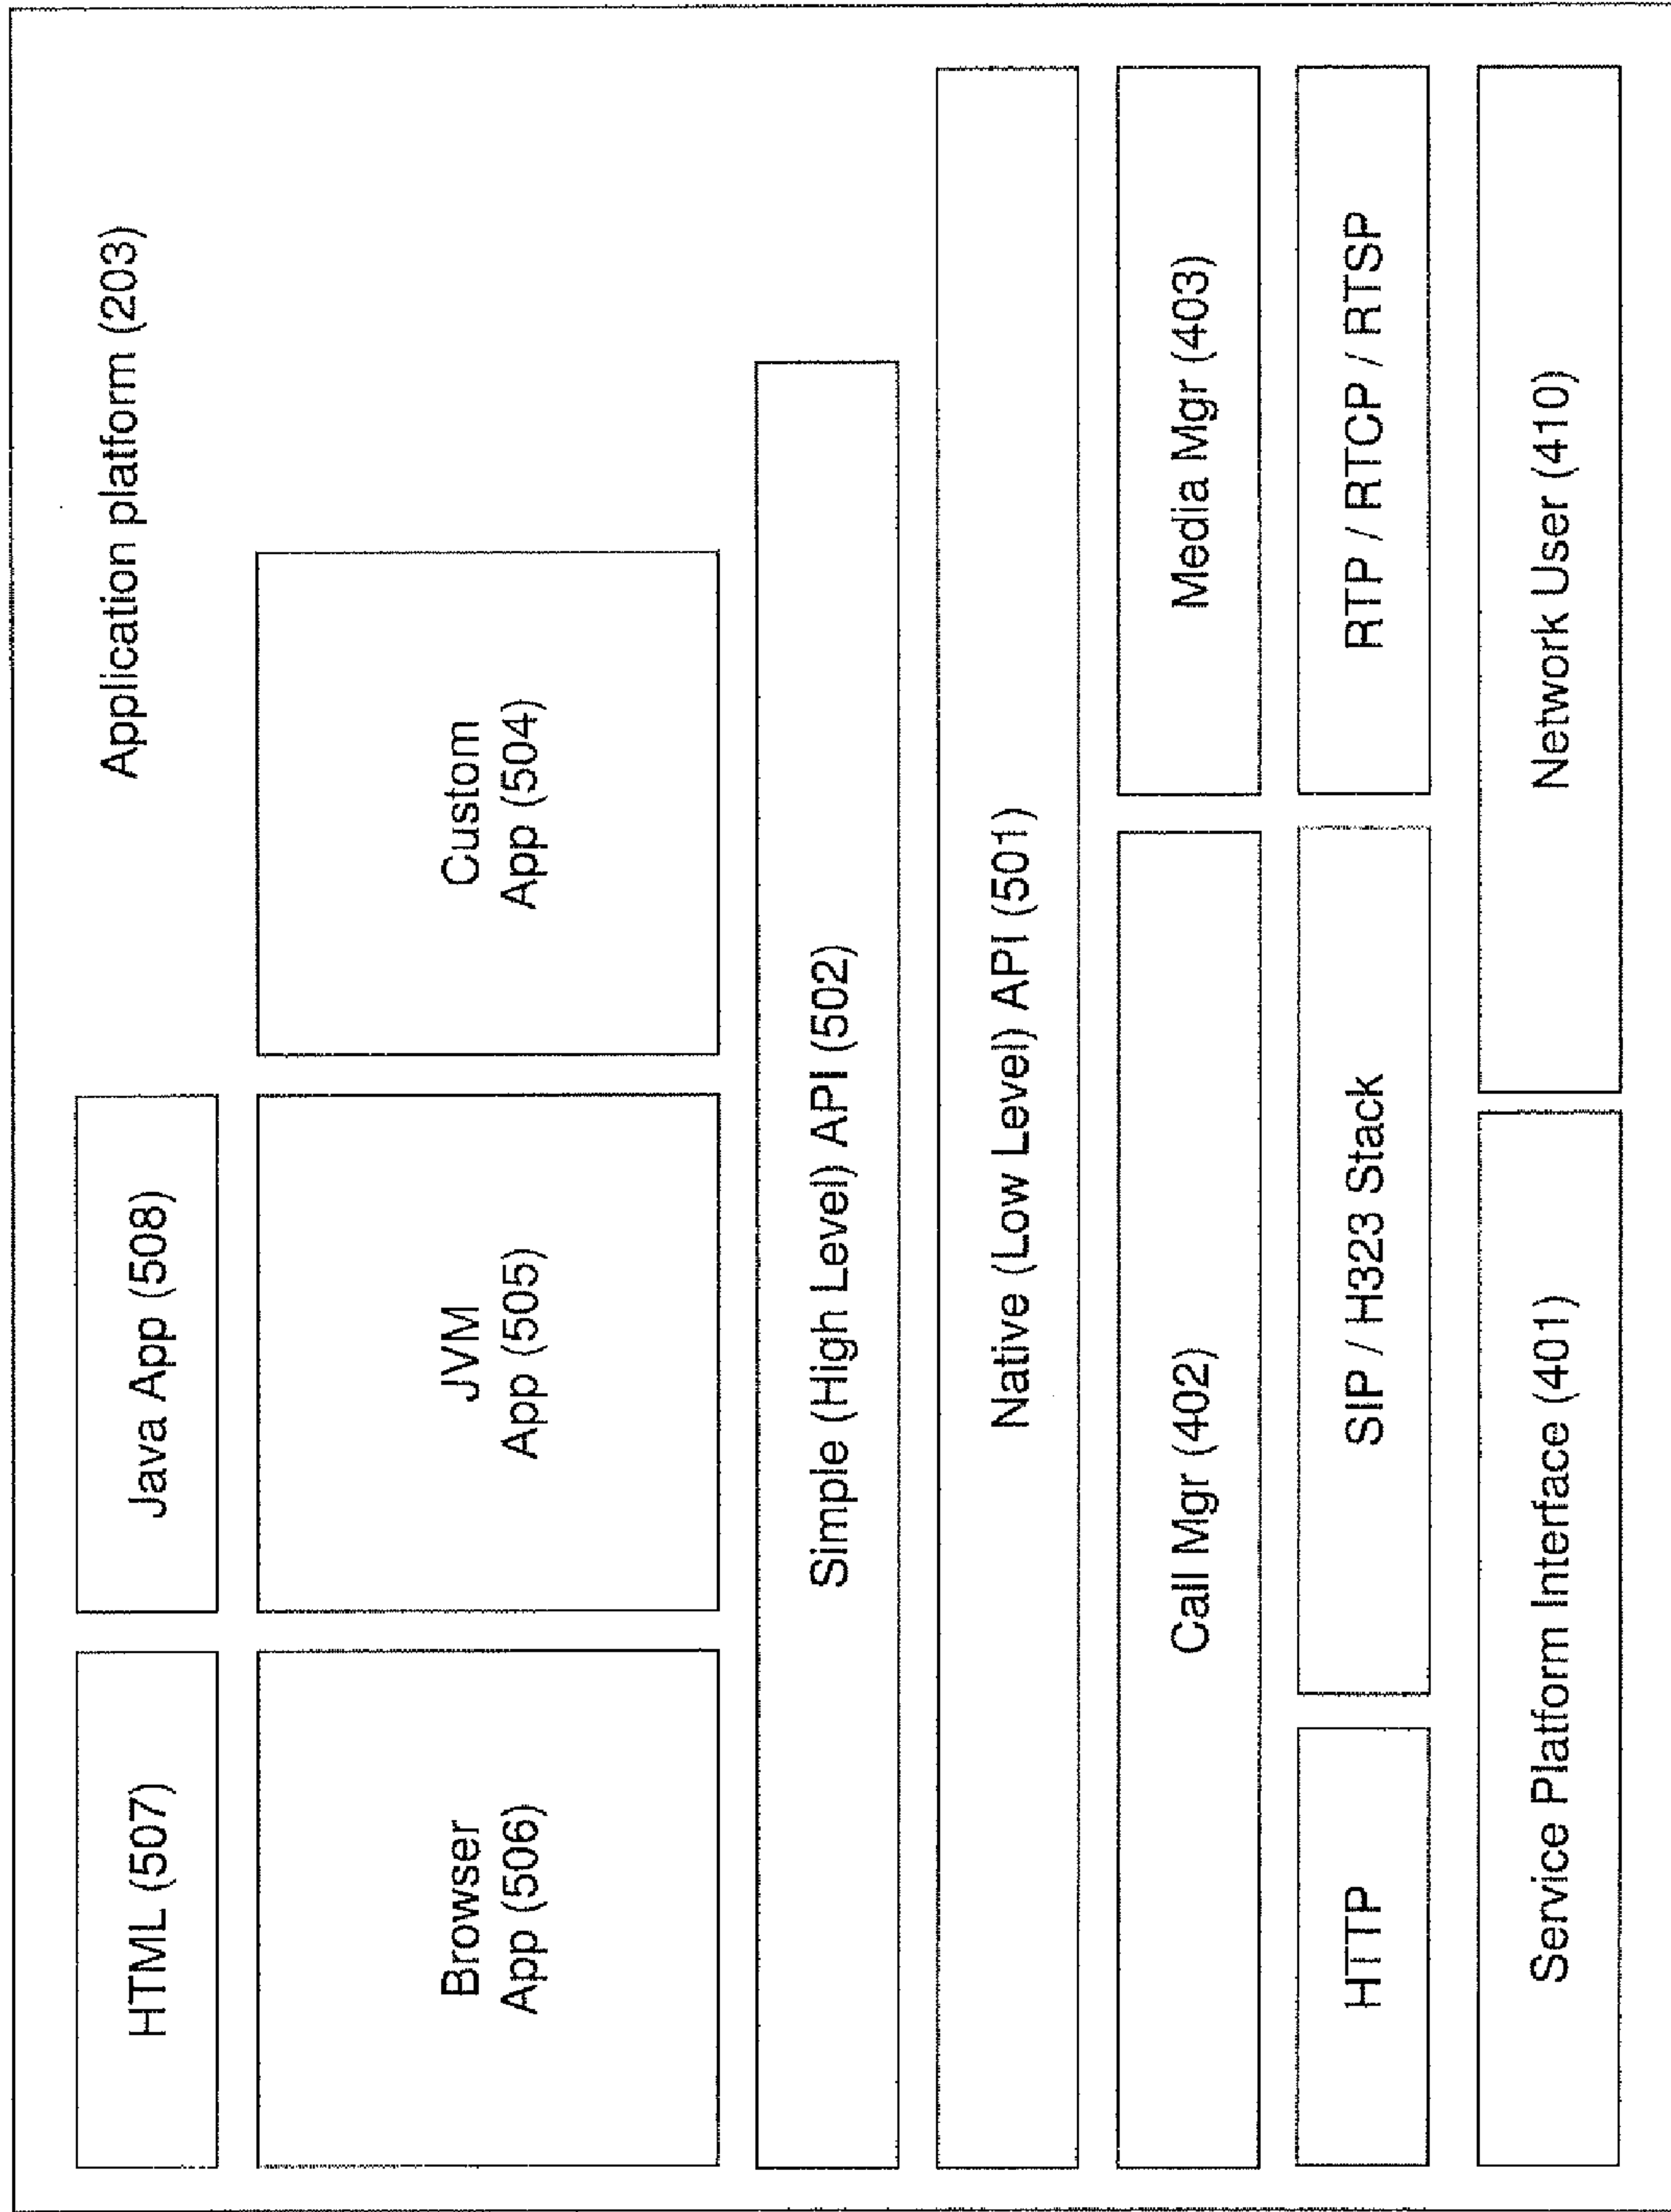 Application platform (203)
HTML (507)
Java App (508)
Browser
App (506)
JVM
App (505)
Custom
App (504)
Simple (High Level) API (502)
Native (Low Level) API (501)
Call Mgr (402)
Media Mgr (403)
HTTP
SIP / H323 Stack
RTP / RTCP / RTSP
Service Platform Interface (401)
Network User (410)